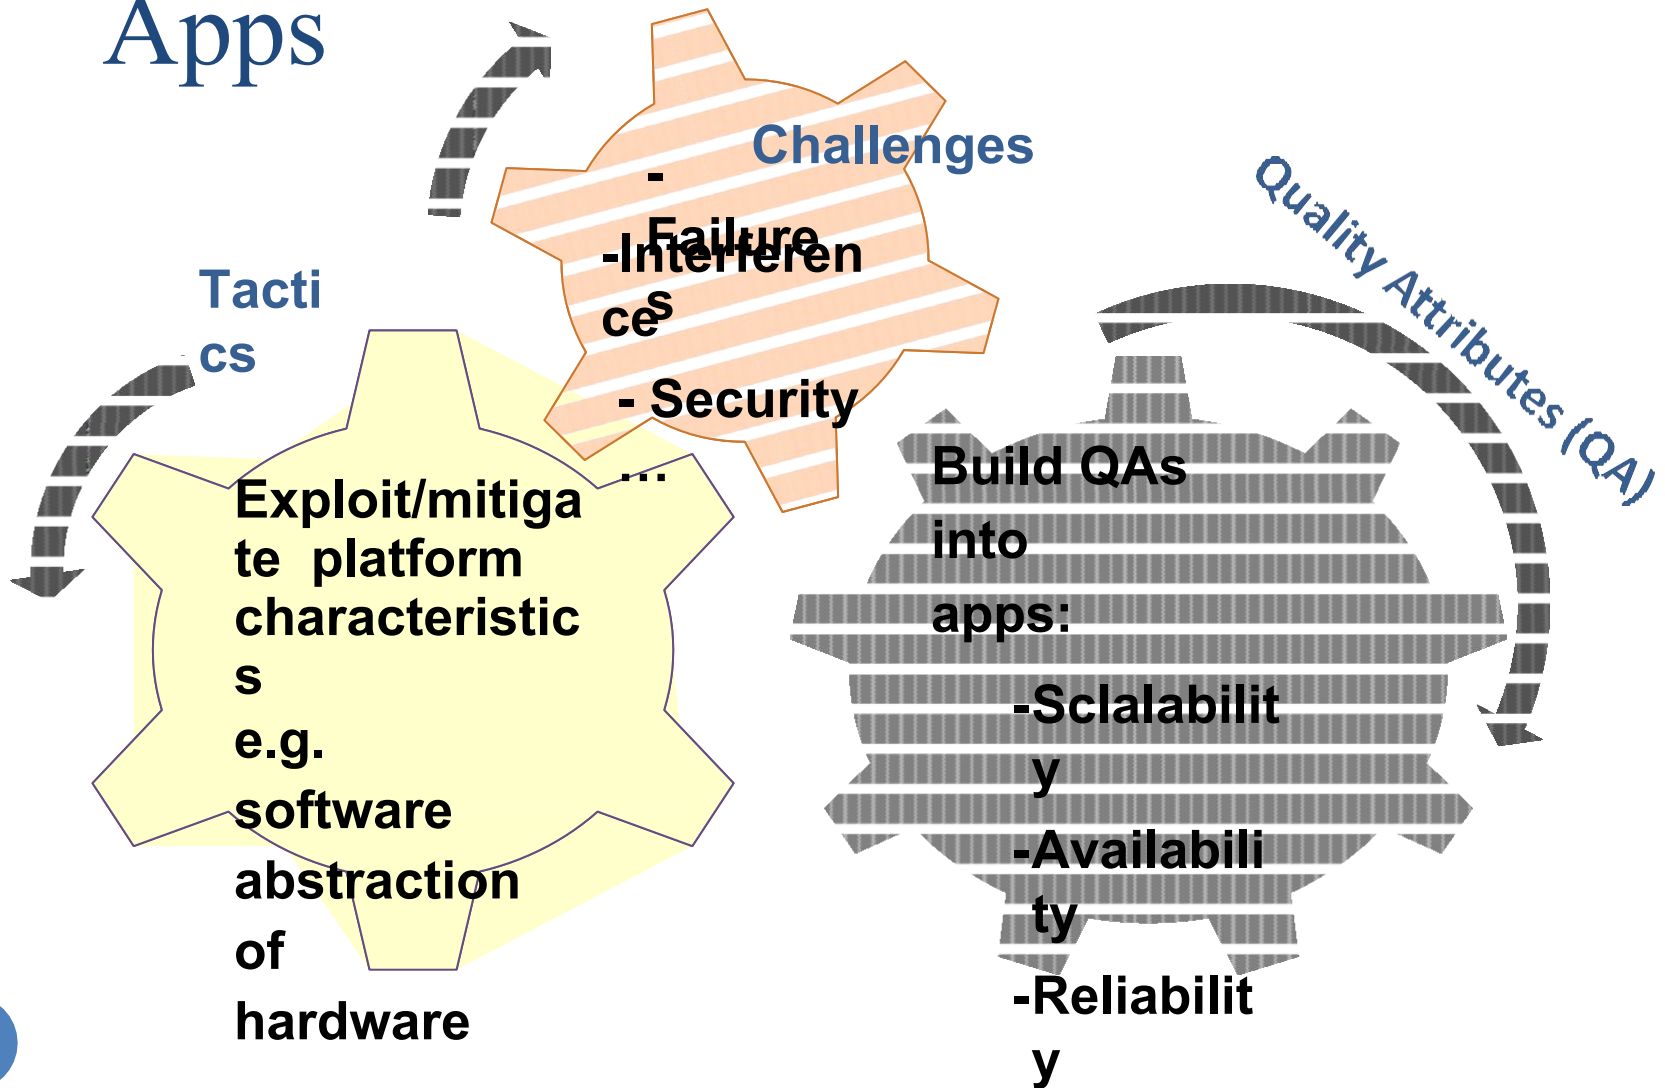 Apps
Challenges
-
Failure
s
-Interferen
ce
- Security
…
Quality Attributes (QA)
Tacti
cs
Exploit/mitiga
te platform
characteristic
s
e.g.
software
abstraction
of
hardware
Build QAs
into
apps:
-Sclalabilit
y
-Availabili
ty
-Reliabilit
y